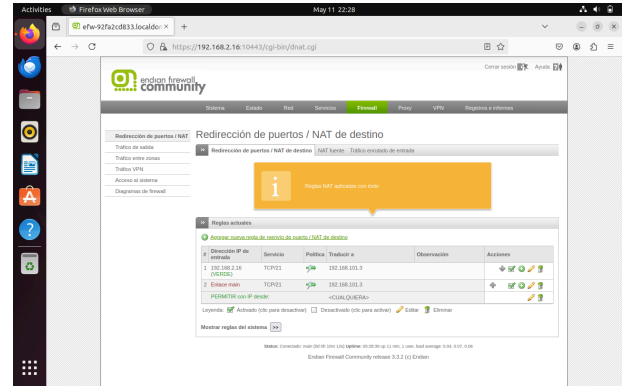 Activities Firefox Web Browser May 11 22:28
efw-92fa2cd833.localdor
https://192.168.2.16:10443/cgi-bin/dnat.cgi
Cerrar sesión Ayuda
endian firewall
community
Sistema Estado Red Servicios Firewall Proxy VPN Registros e informes
Redirección de puertos / NAT
Tráfico de salida
Tráfico entre zonas
Tráfico VPN
Acceso al sistema
Diagramas de firewall
Redirección de puertos / NAT de destino
>> Redirección de puertos / NAT de destino NAT fuente Tráfico enrutado de entrada
i
Reglas NAT aplicadas con éxito
>> Reglas actuales
Agregar nueva regla de reenvío de puerto / NAT de destino
# Dirección IP de entrada Servicio Política Traducir a Observación Acciones
1 192.168.2.16 TCP/21 192.168.101.3
(VERDE)
2 Enlace main TCP/21 192.168.101.3
PERMITIR con IP desde: <CUALQUIERA>
Leyenda: Activado (clic para desactivar) Desactivado (clic para activar) Editar Eliminar
Mostrar reglas del sistema >>
Endian Firewall Community release 3.3.2 (c) Endian